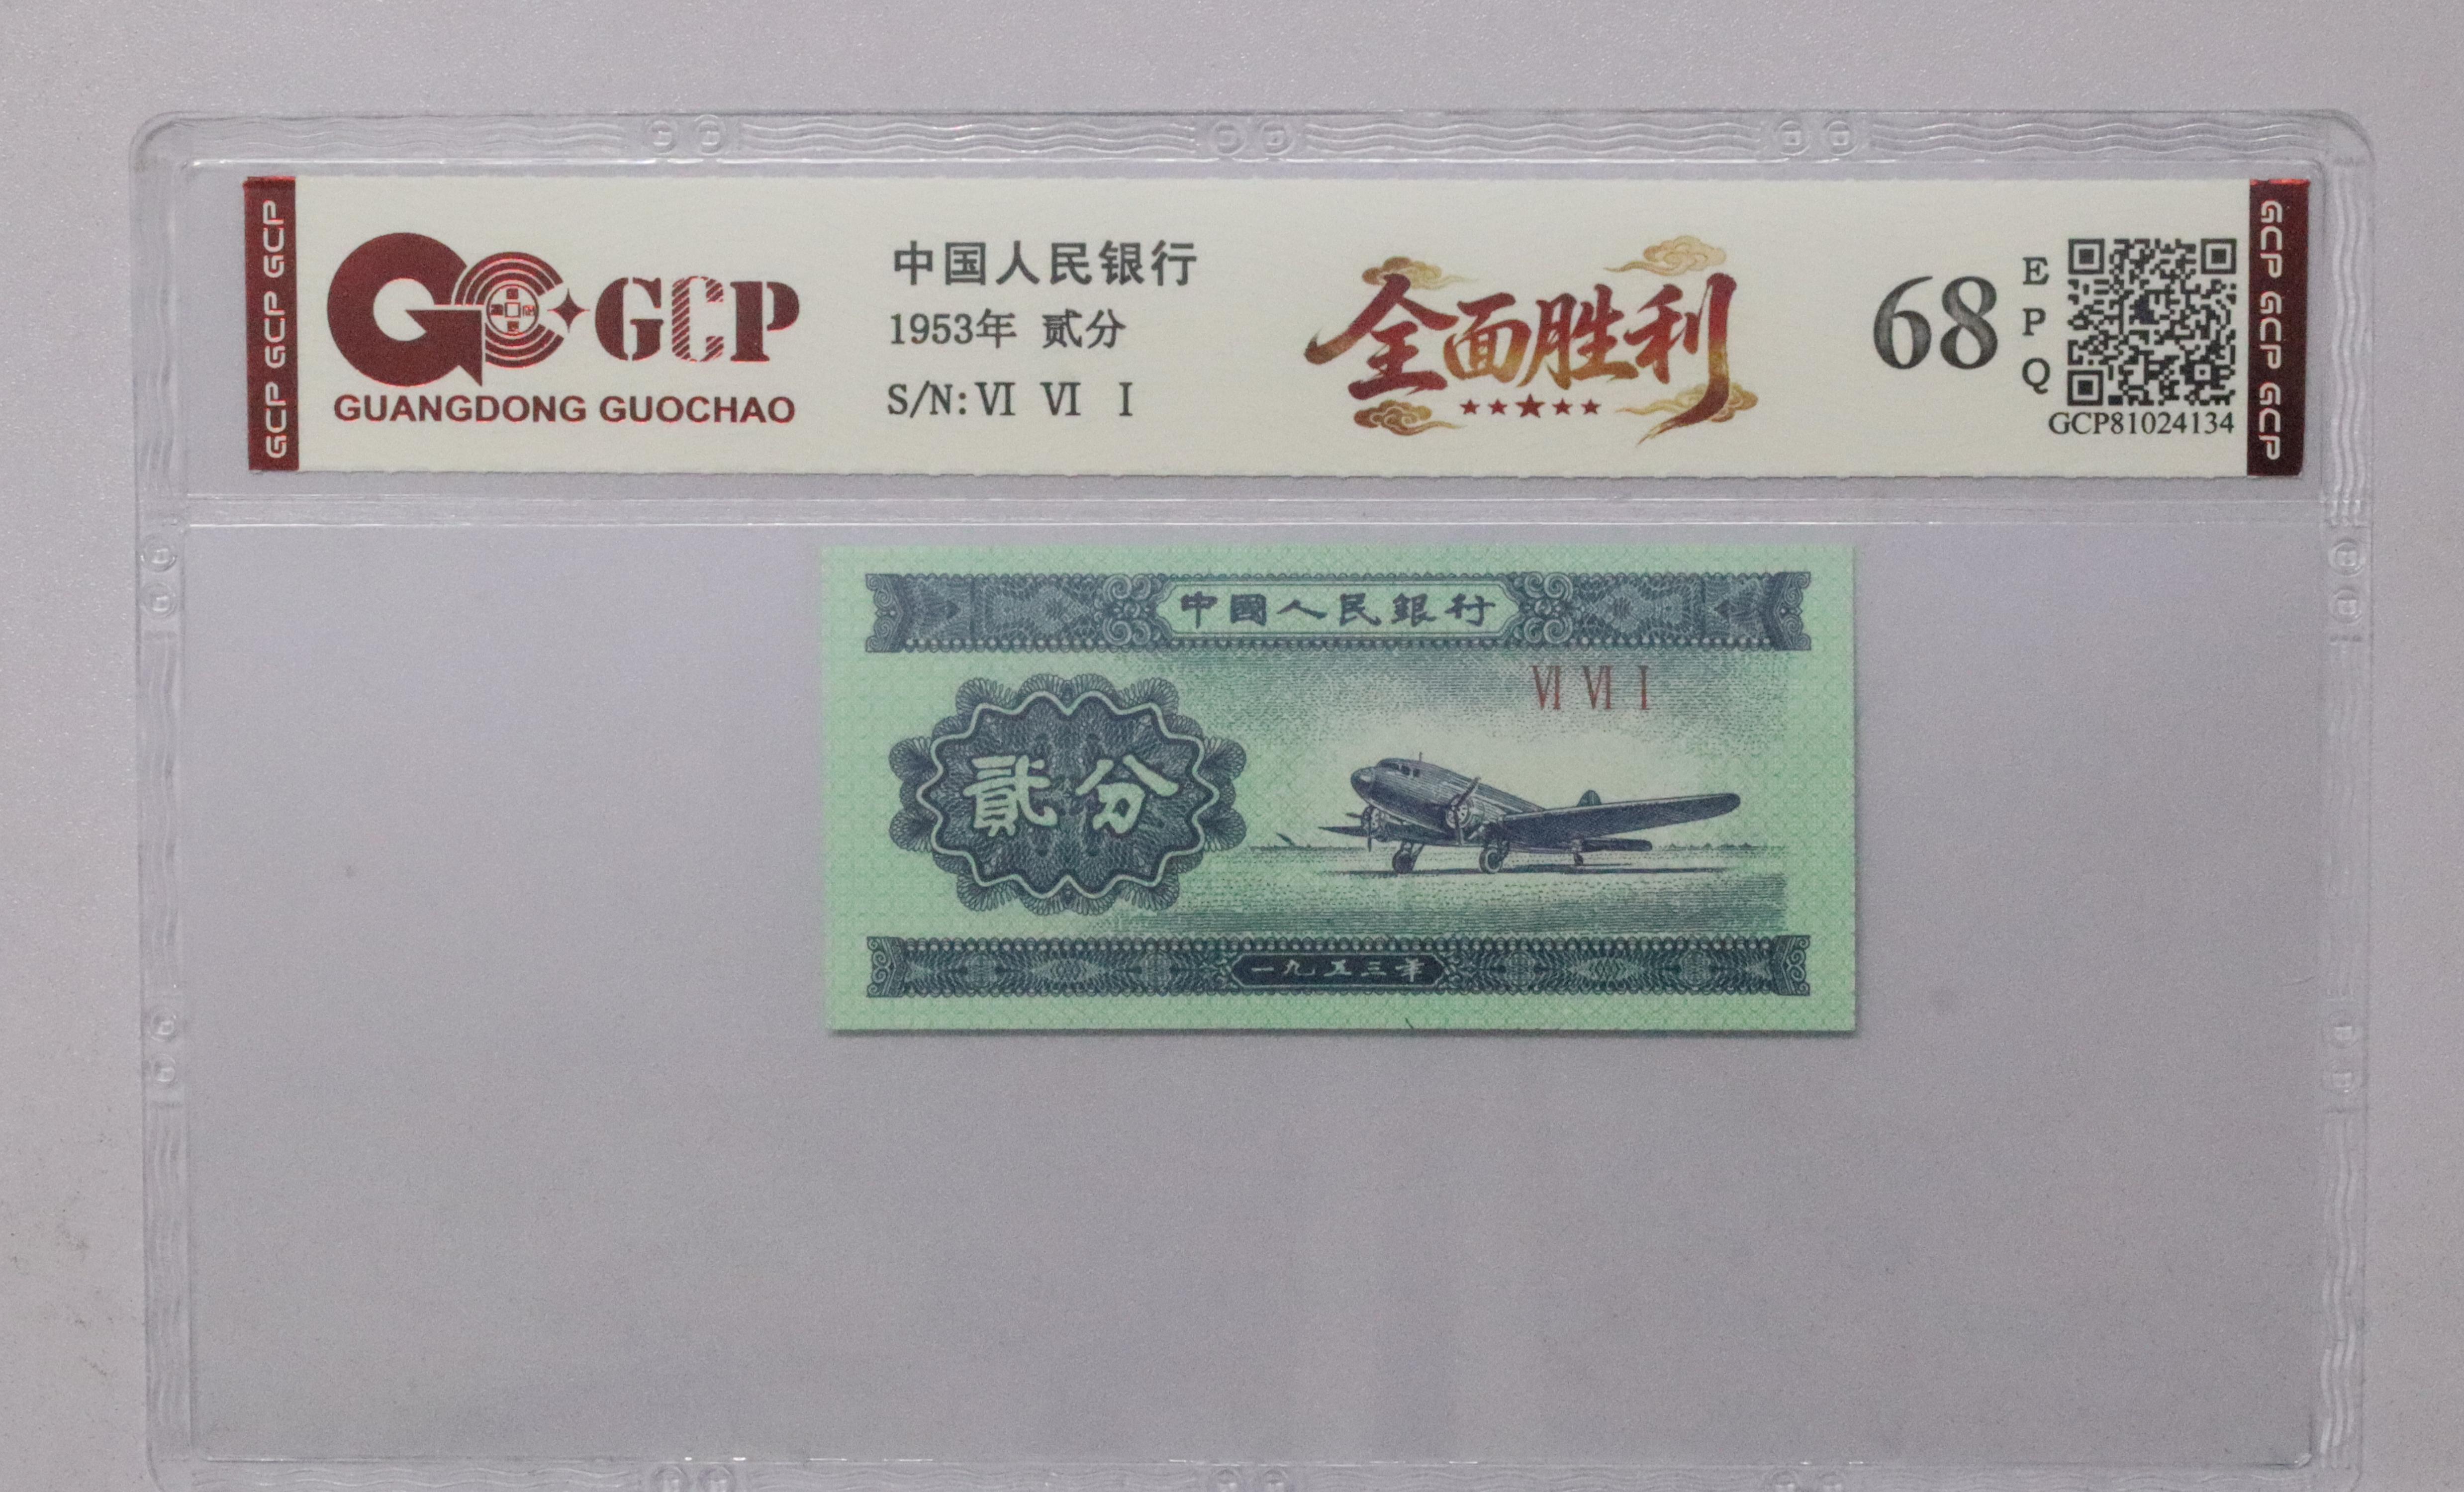 GCP GCP GCP
GCP
GUANGDONG GUOCHAO
中国人民银行
1953年 贰分
S/N: VI VI I
全面胜利
68
EPQ
GCP81024134
GCP GCP GCP
中國人民銀行
VI VI I
貳分
一九五三年